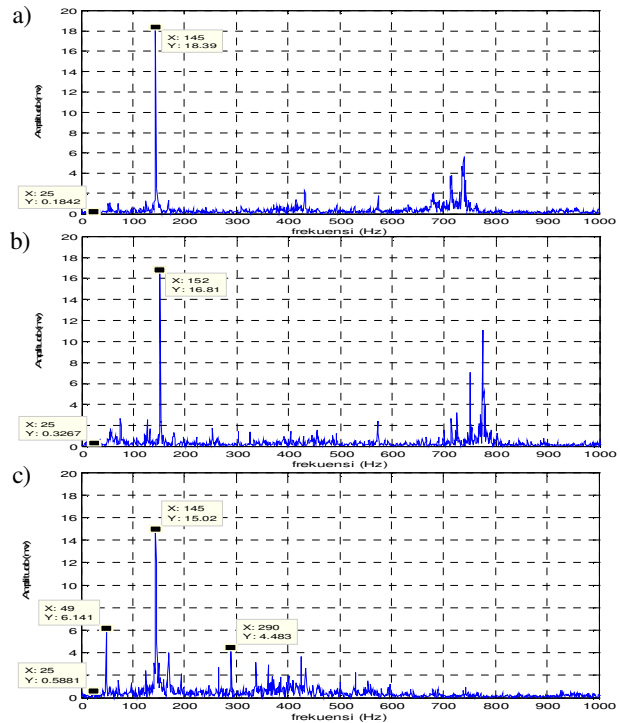 a)
20
18
16
14
12
10
8
6
4
2
0
Amplitudo(mv)
X: 145
Y: 18.39
X: 25
Y: 0.1842
0 100 200 300 400 500 600 700 800 900 1000
frekuensi (Hz)
b)
20
18
16
14
12
10
8
6
4
2
0
Amplitudo(mv)
X: 152
Y: 16.81
X: 25
Y: 0.3267
0 100 200 300 400 500 600 700 800 900 1000
frekuensi (Hz)
c)
20
18
16
14
12
10
8
6
4
2
0
Amplitudo(mv)
X: 145
Y: 15.02
X: 49
Y: 6.141
X: 290
Y: 4.483
X: 25
Y: 0.5881
0 100 200 300 400 500 600 700 800 900 1000
frekuensi (Hz)